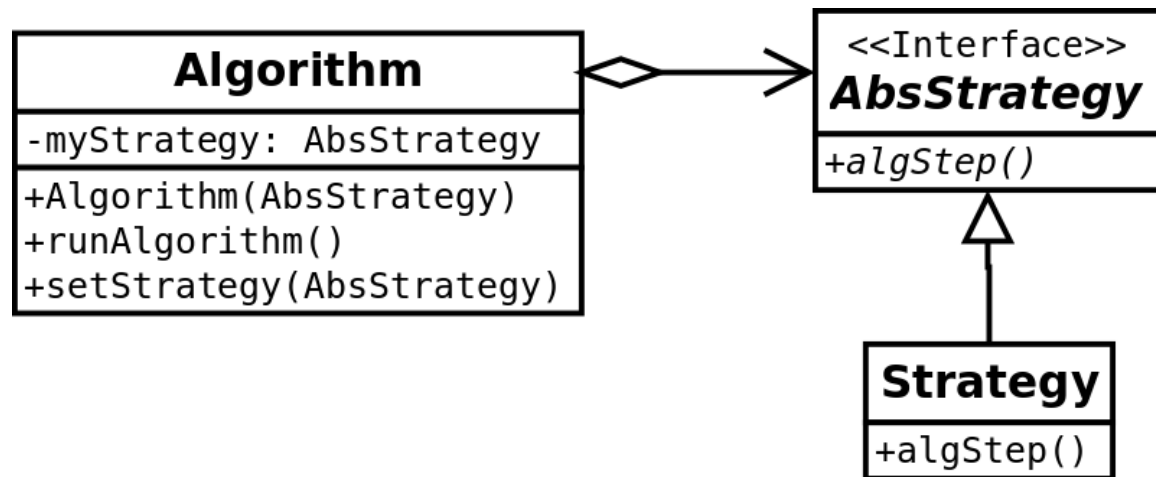 Algorithm
-myStrategy: AbsStrategy
+Algorithm(AbsStrategy)
+runAlgorithm()
+setStrategy(AbsStrategy)
<<Interface>>
AbsStrategy
+algStep()
Strategy
+algStep()